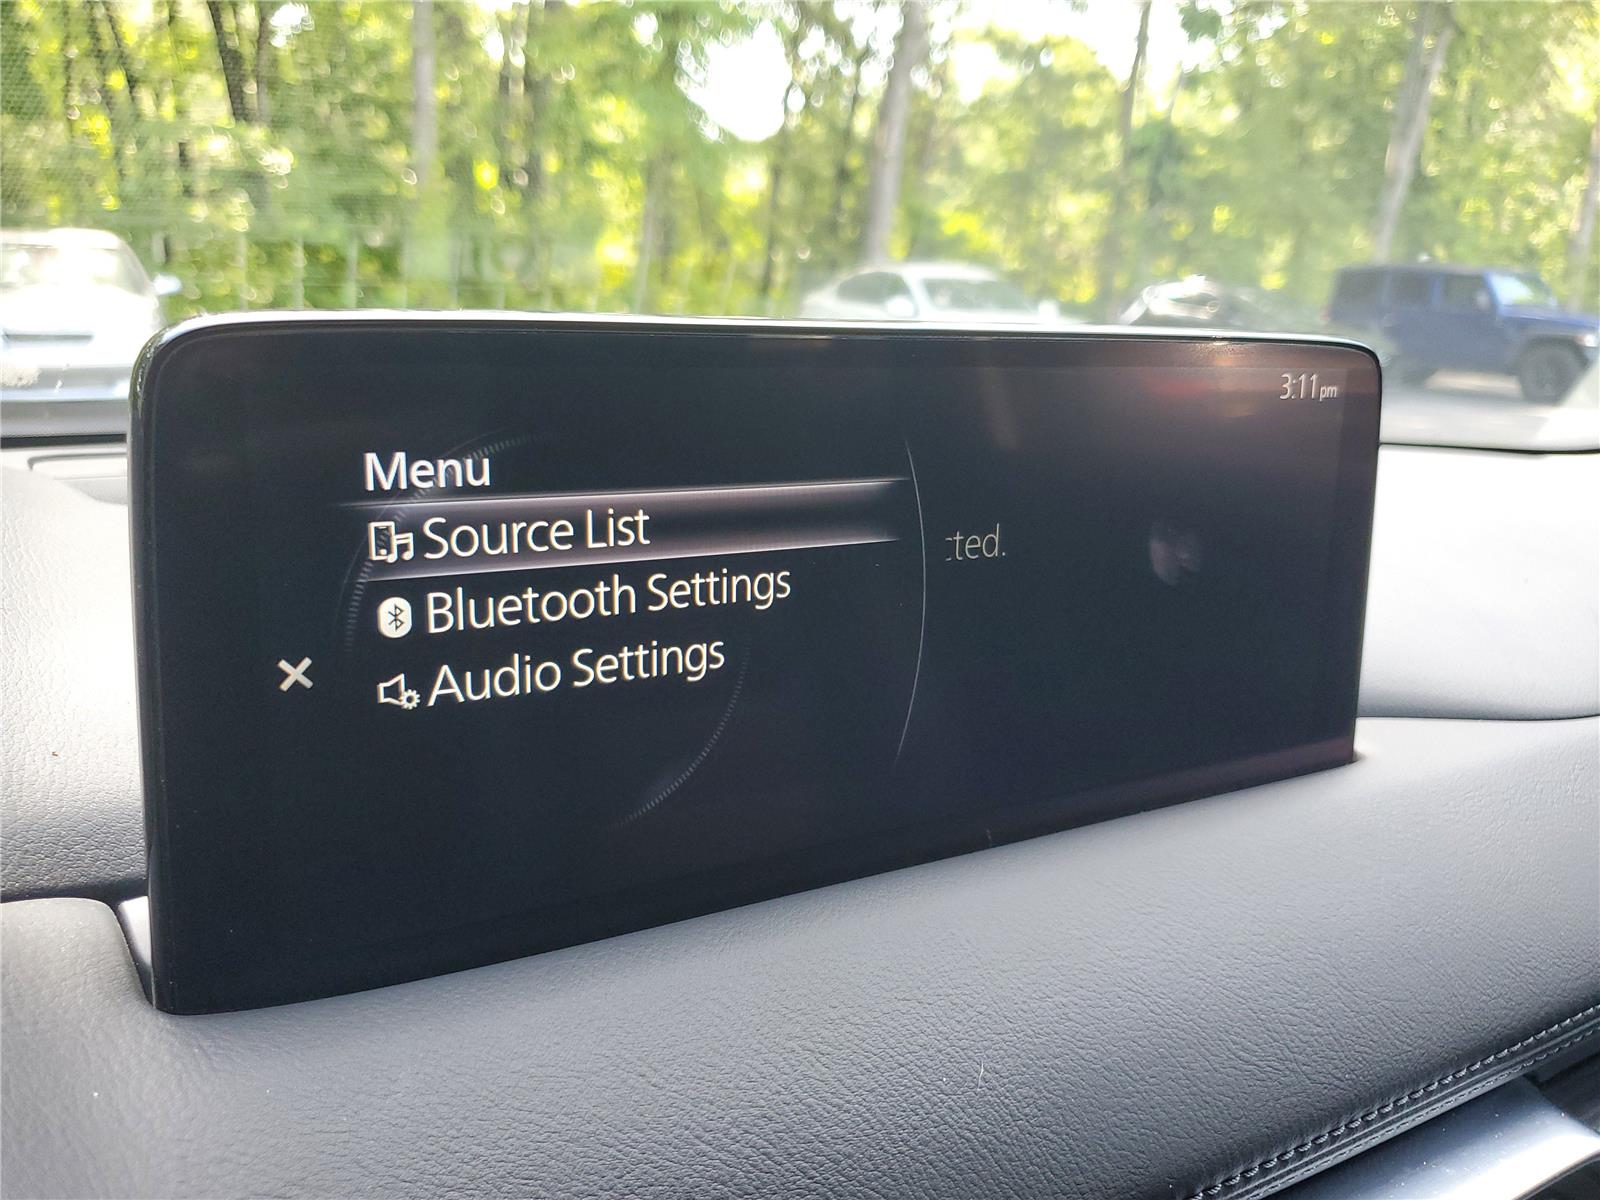 3:11pm
Menu
Source List
cted.
Bluetooth Settings
Audio Settings